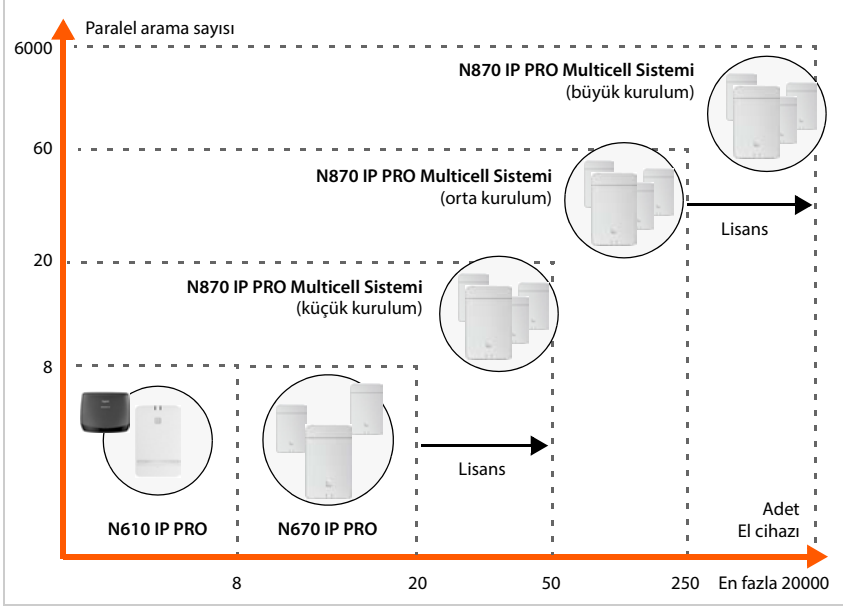 Paralel arama sayısı
6000
N870 IP PRO Multicell Sistemi
(büyük kurulum)
60
N870 IP PRO Multicell Sistemi
(orta kurulum)
Lisans
20
N870 IP PRO Multicell Sistemi
(küçük kurulum)
8
Lisans
N610 IP PRO
N670 IP PRO
Adet
El cihazı
8
20
50
250
En fazla 20000